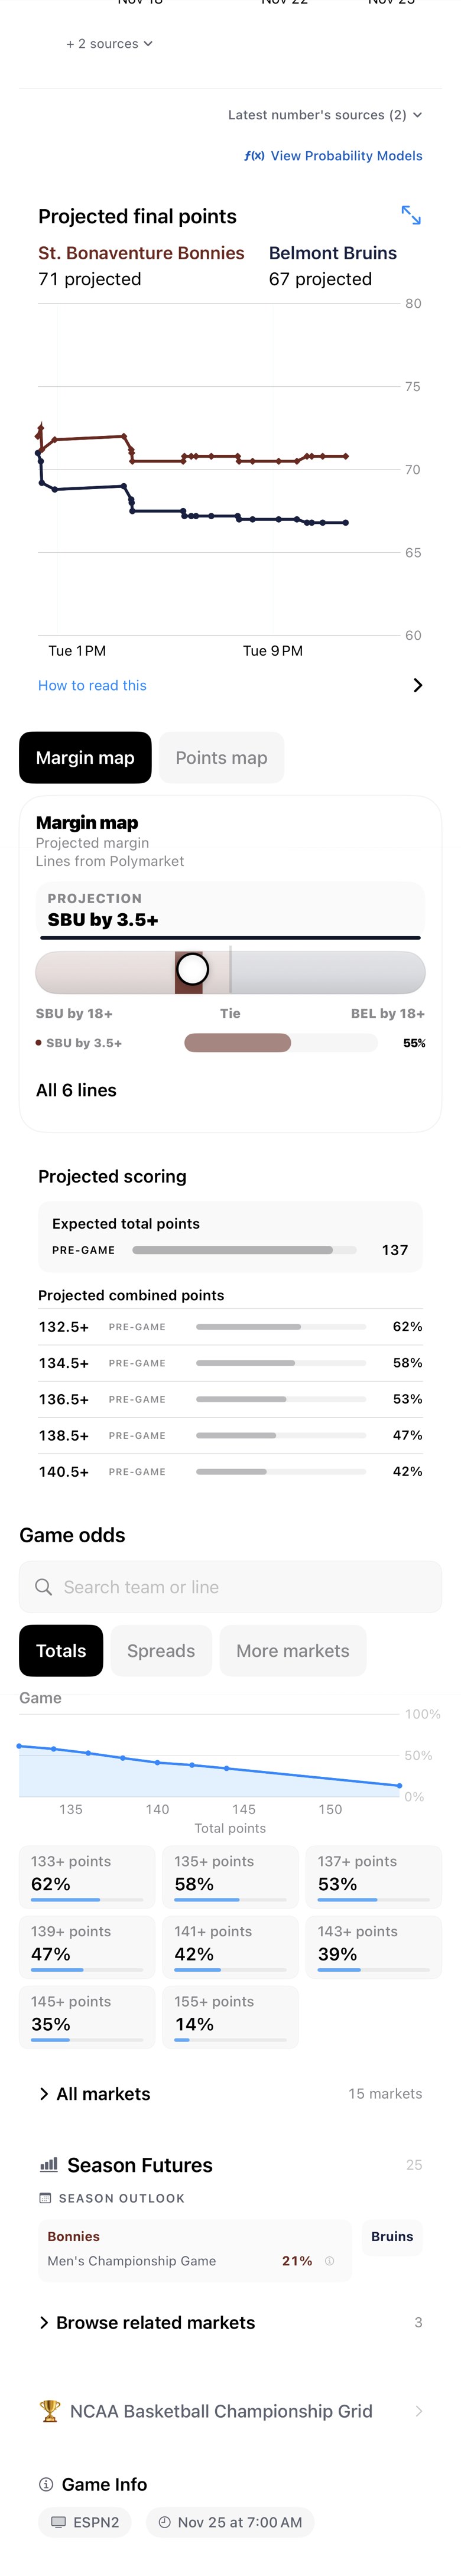 Nov 18 Nov 22 Nov 25
+ 2 sources
Latest number's sources (2)
f(x) View Probability Models
Projected final points
St. Bonaventure Bonnies Belmont Bruins
71 projected 67 projected
80
75
70
65
60
Tue 1 PM Tue 9 PM
How to read this
Margin map Points map
Margin map
Projected margin
Lines from Polymarket
PROJECTION
SBU by 3.5+
SBU by 18+ Tie BEL by 18+
SBU by 3.5+ 55%
All 6 lines
Projected scoring
Expected total points
PRE-GAME 137
Projected combined points
132.5+ PRE-GAME 62%
134.5+ PRE-GAME 58%
136.5+ PRE-GAME 53%
138.5+ PRE-GAME 47%
140.5+ PRE-GAME 42%
Game odds
Search team or line
Totals Spreads More markets
Game
100%
50%
0%
135 140 145 150
Total points
133+ points 135+ points 137+ points
62% 58% 53%
139+ points 141+ points 143+ points
47% 42% 39%
145+ points 155+ points
35% 14%
All markets 15 markets
Season Futures 25
SEASON OUTLOOK
Bonnies Bruins
Men's Championship Game 21%
Browse related markets 3
NCAA Basketball Championship Grid
Game Info
ESPN2 Nov 25 at 7:00 AM